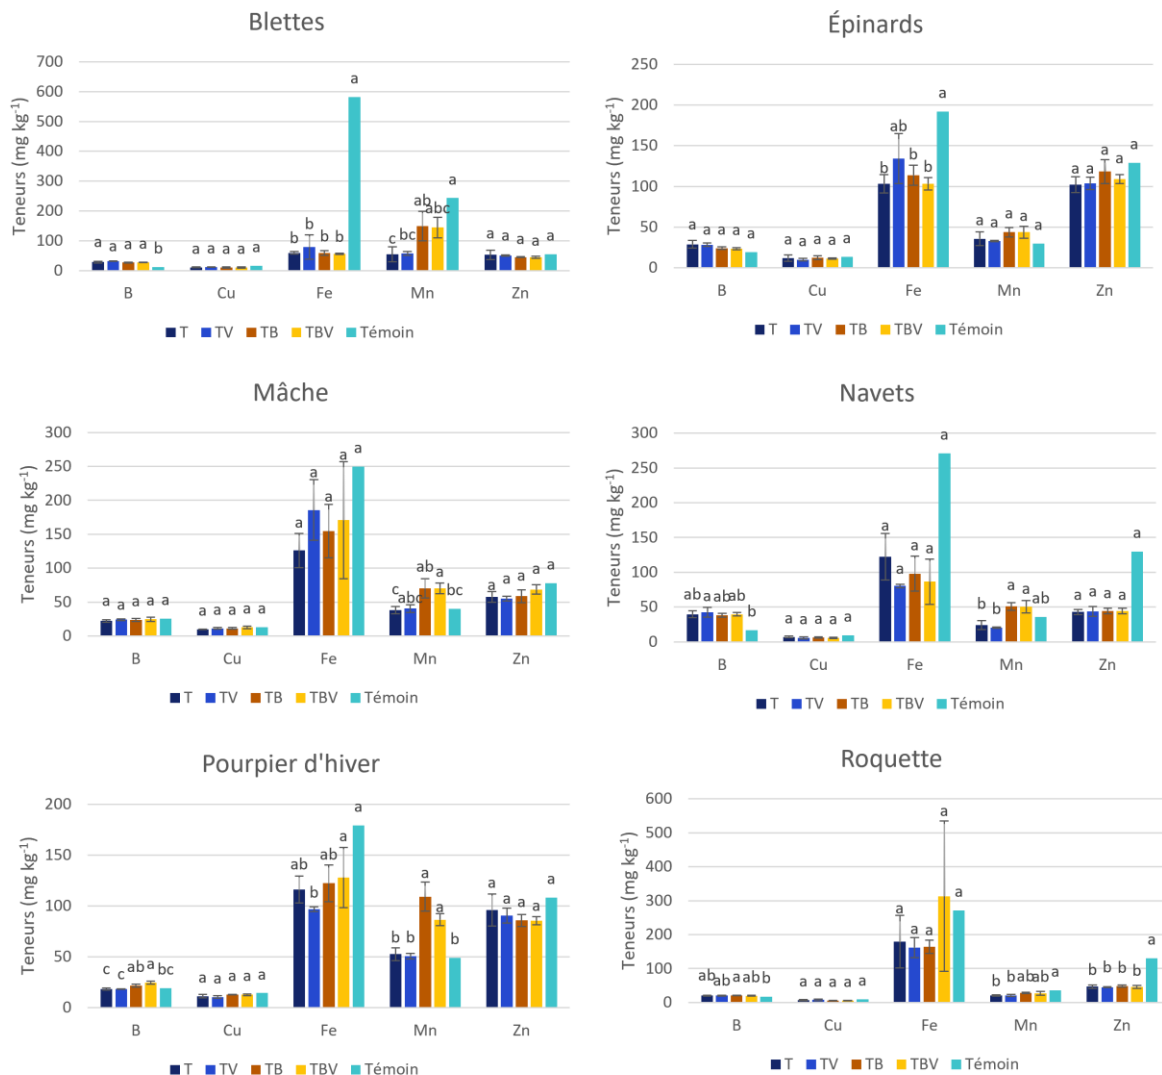 Blettes
Teneurs (mg kg⁻¹)
700
600
500
400
300
200
100
0
a a a a b
a a a a a
b b b b a
c bc ab abc a
a a a a a
B Cu Fe Mn Zn
T TV TB TBV Témoin
Épinards
Teneurs (mg kg⁻¹)
250
200
150
100
50
0
a a a a a
a a a a a
b ab b b a
a a a a a
a a a a a
B Cu Fe Mn Zn
T TV TB TBV Témoin
Mâche
Teneurs (mg kg⁻¹)
300
250
200
150
100
50
0
a a a a a
a a a a a
a a a a a
c abc ab a bc
a a a a a
B Cu Fe Mn Zn
T TV TB TBV Témoin
Navets
Teneurs (mg kg⁻¹)
300
250
200
150
100
50
0
ab a ab ab b
a a a a a
a a a a a
b b a a ab
a a a a a
B Cu Fe Mn Zn
T TV TB TBV Témoin
Pourpier d'hiver
Teneurs (mg kg⁻¹)
200
150
100
50
0
c c ab a bc
a a a a a
ab b ab a a
b b a a b
a a a a a
B Cu Fe Mn Zn
T TV TB TBV Témoin
Roquette
Teneurs (mg kg⁻¹)
600
500
400
300
200
100
0
ab ab a ab b
a a a a a
a a a a a
b b ab ab a
b b b b a
B Cu Fe Mn Zn
T TV TB TBV Témoin